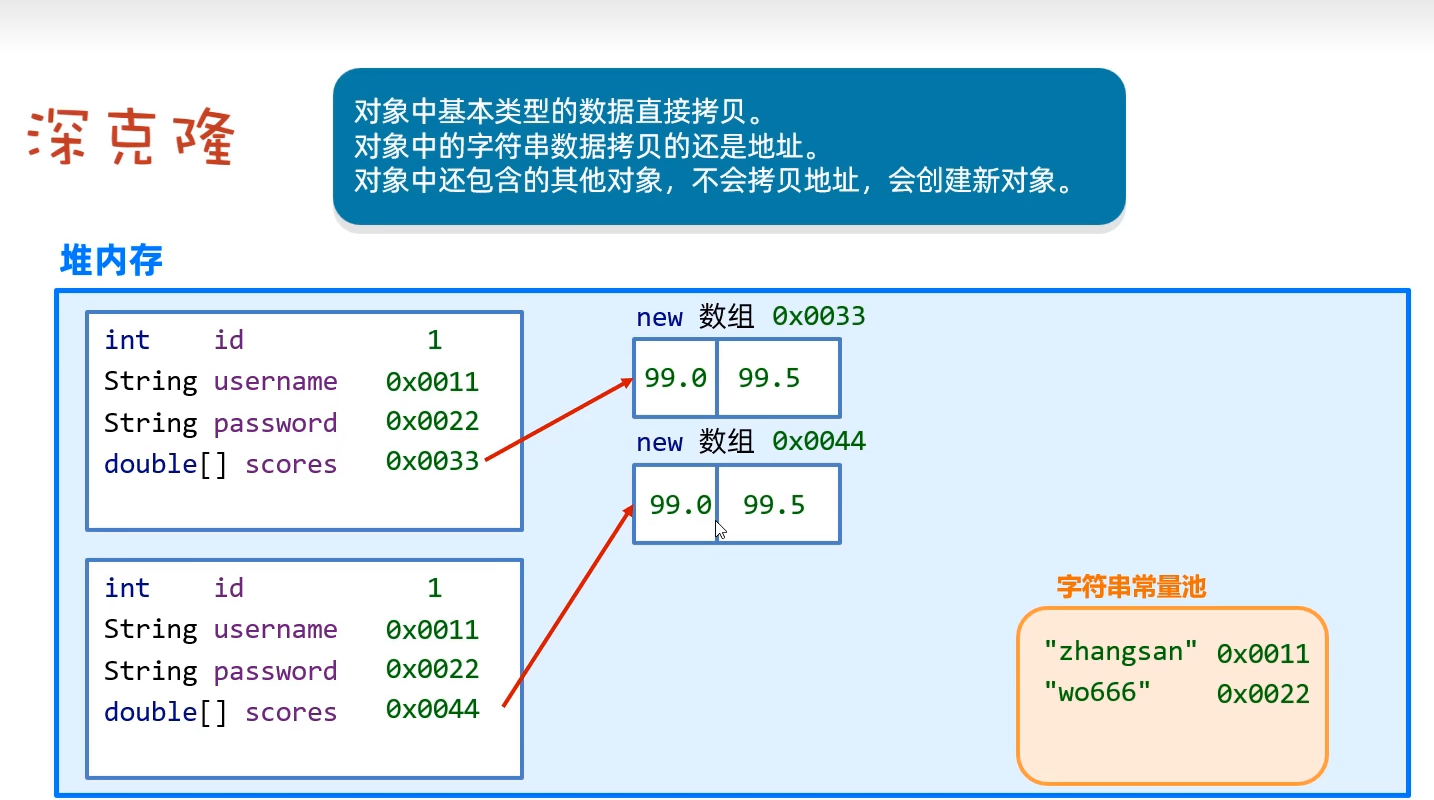 深克隆
对象中基本类型的数据直接拷贝。
对象中的字符串数据拷贝的还是地址。
对象中还包含的其他对象，不会拷贝地址，会创建新对象。
堆内存
int id 1
String username 0x0011
String password 0x0022
double[] scores 0x0033
new 数组 0x0033
99.0 99.5
new 数组 0x0044
99.0 99.5
int id 1
String username 0x0011
String password 0x0022
double[] scores 0x0044
字符串常量池
"zhangsan" 0x0011
"wo666" 0x0022